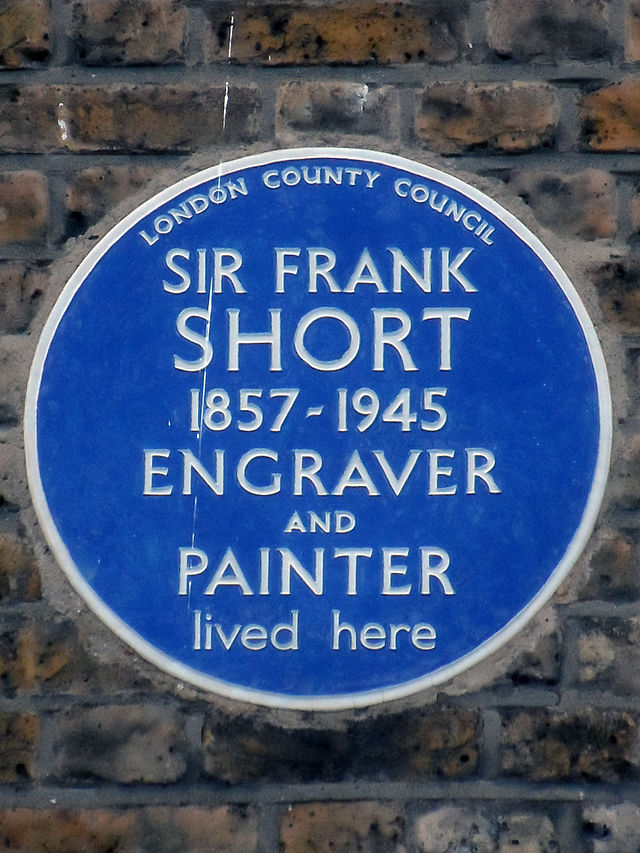 LONDON COUNTY COUNCIL
SIR FRANK
SHORT
1857-1945
ENGRAVER
AND
PAINTER
lived here